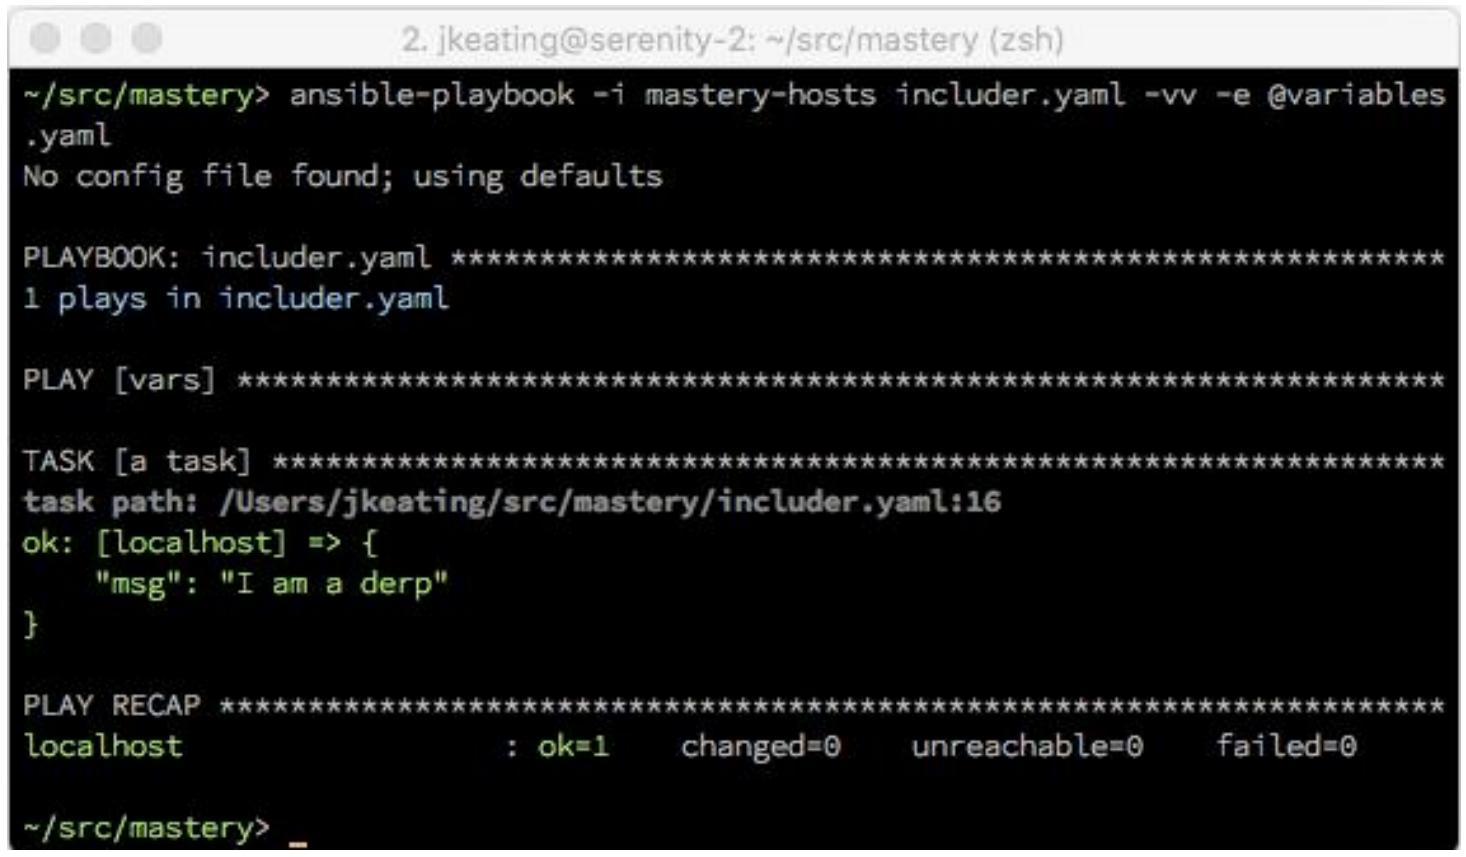 2. jkeating@serenity-2: ~/src/mastery (zsh)
~/src/mastery> ansible-playbook -i mastery-hosts includer.yaml -vv -e @variables
.yaml
No config file found; using defaults
PLAYBOOK: includer.yaml ********************************************************
1 plays in includer.yaml
PLAY [vars] ********************************************************************
TASK [a task] ******************************************************************
task path: /Users/jkeating/src/mastery/includer.yaml:16
ok: [localhost] => {
    "msg": "I am a derp"
}
PLAY RECAP *********************************************************************
localhost                  : ok=1    changed=0    unreachable=0    failed=0
~/src/mastery>